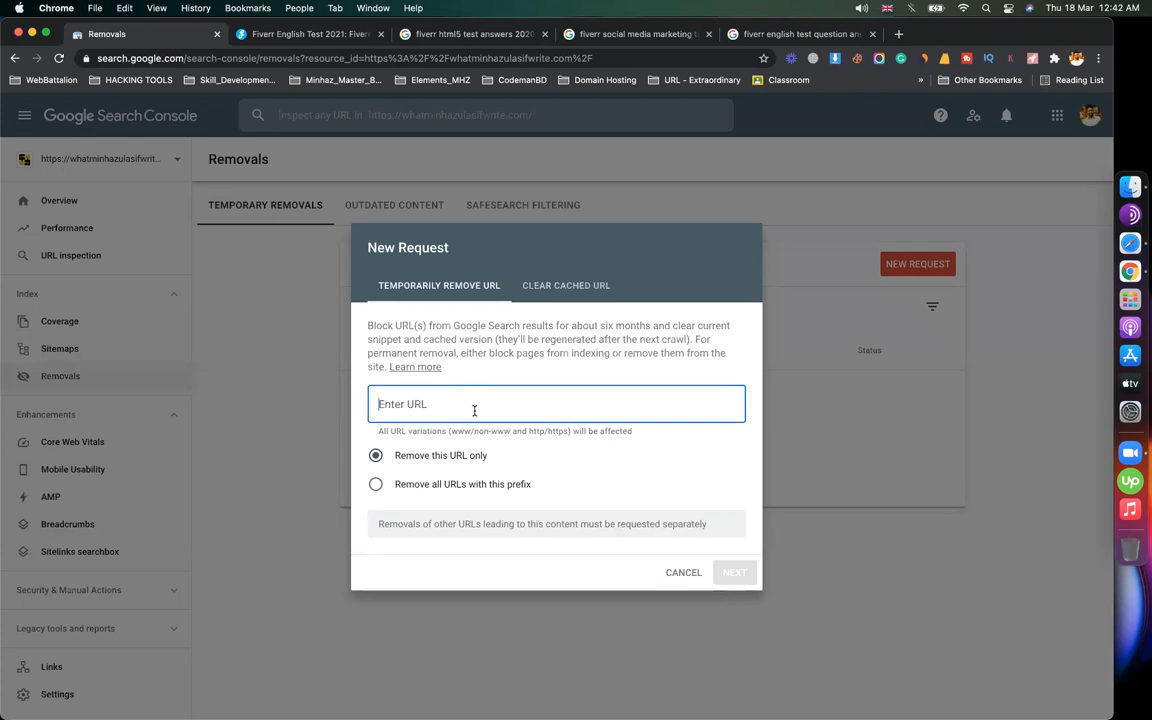 Chrome File Edit View History Bookmarks People Tab Window Help Thu 18 Mar 12:42 AM
Removals Fiverr English Test 2021: Fiverr fiverr html5 test answers 2020 fiverr social media marketing t fiverr english test question an
search.google.com/search-console/removals?resource_id=https%3A%2F%2Fwhatminhazulasifwrite.com%2F
WebBattalion HACKING TOOLS Skill_Developmen... Minhaz_Master_B... Elements_MHZ CodemanBD Domain Hosting URL - Extraordinary Classroom » Other Bookmarks Reading List
Google Search Console Inspect any URL in "https://whatminhazulasifwrite.com/"
https://whatminhazulasifwrit... Removals
Overview
TEMPORARY REMOVALS OUTDATED CONTENT SAFESEARCH FILTERING
Performance
URL inspection
New Request
NEW REQUEST
TEMPORARILY REMOVE URL CLEAR CACHED URL
Index
Coverage
Block URL(s) from Google Search results for about six months and clear current
snippet and cached version (they'll be regenerated after the next crawl). For
permanent removal, either block pages from indexing or remove them from the
site. Learn more
Sitemaps
Status
Removals
Enter URL
Enhancements
All URL variations (www/non-www and http/https) will be affected
Core Web Vitals
Remove this URL only
Mobile Usability
Remove all URLs with this prefix
AMP
Breadcrumbs
Removals of other URLs leading to this content must be requested separately
Sitelinks searchbox
CANCEL NEXT
Security & Manual Actions
Legacy tools and reports
Links
Settings
tv
Up